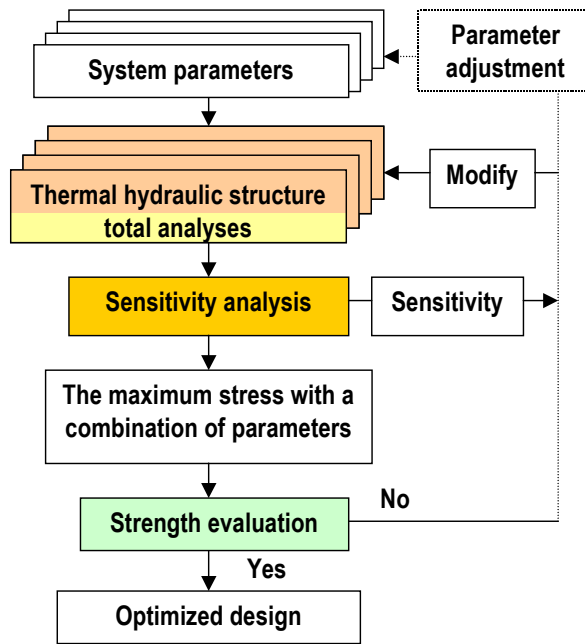 Parameter
adjustment
System parameters
Modify
Thermal hydraulic structure
total analyses
Sensitivity analysis
Sensitivity
The maximum stress with a
combination of parameters
No
Strength evaluation
Yes
Optimized design